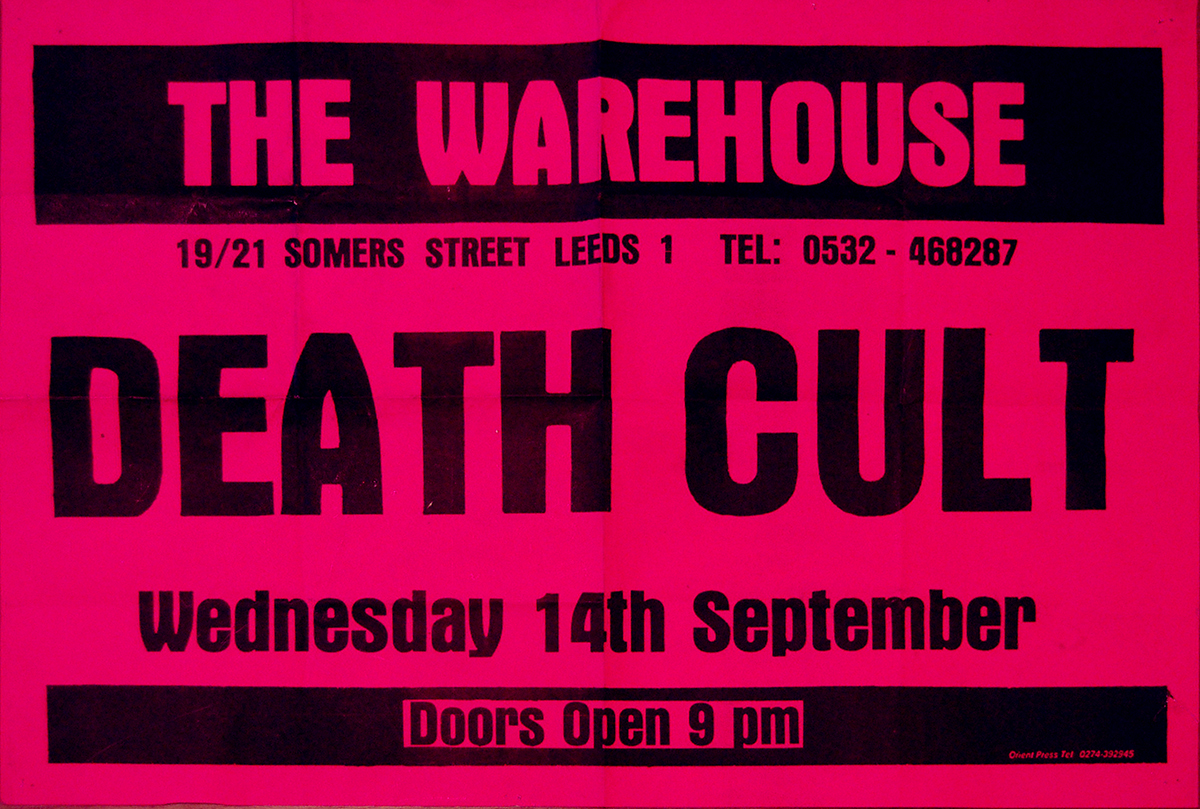 THE WAREHOUSE
19/21 SOMERS STREET LEEDS 1 TEL: 0532 - 468287
DEATH CULT
Wednesday 14th September
Doors Open 9 pm
Orient Press Tel: 0274-392945